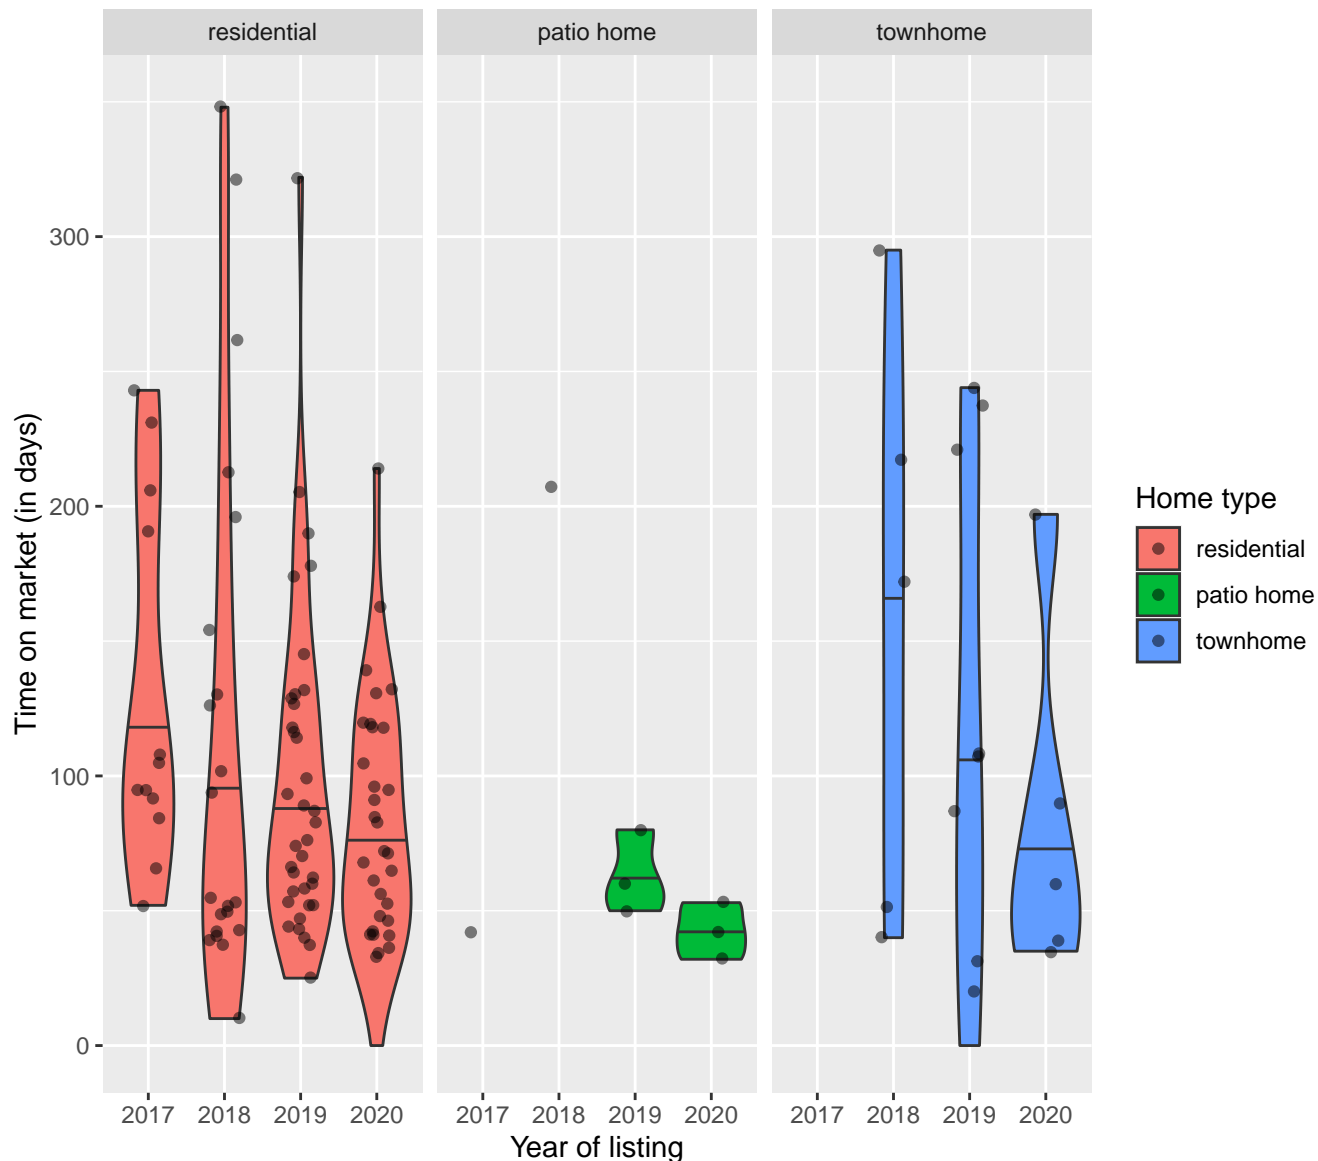 residential patio home townhome
300
200
100
0
Time on market (in days)
2017 2018 2019 2020 2017 2018 2019 2020 2017 2018 2019 2020
Year of listing
Home type
residential
patio home
townhome